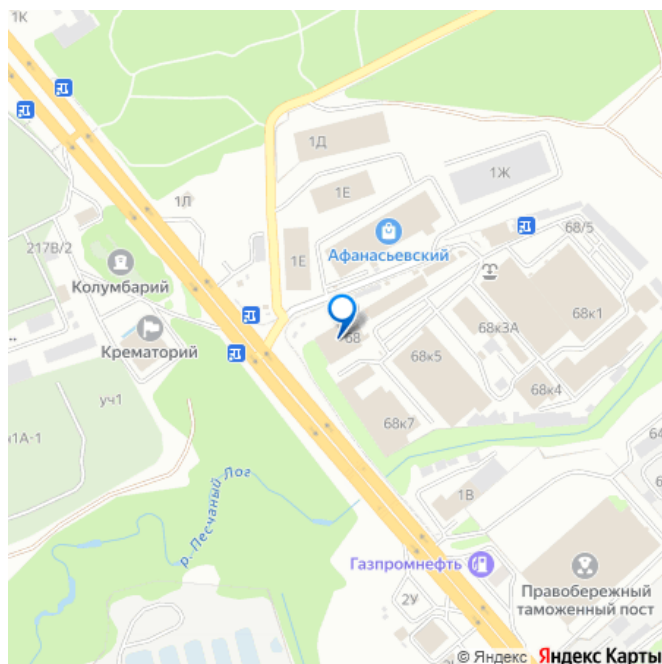 1К
1Д
1Е
1Ж
1Л
1Е
217В/2
Колумбарий
Афанасьевский
68/5
Крематорий
68
68к3А
68к1
68к5
уч1
68к4
68к7
1А-1
64
1В
р. Песчаный Лог
Газпромнефть
Правобережный
таможенный пост
2У
© Яндекс Яндекс Карты